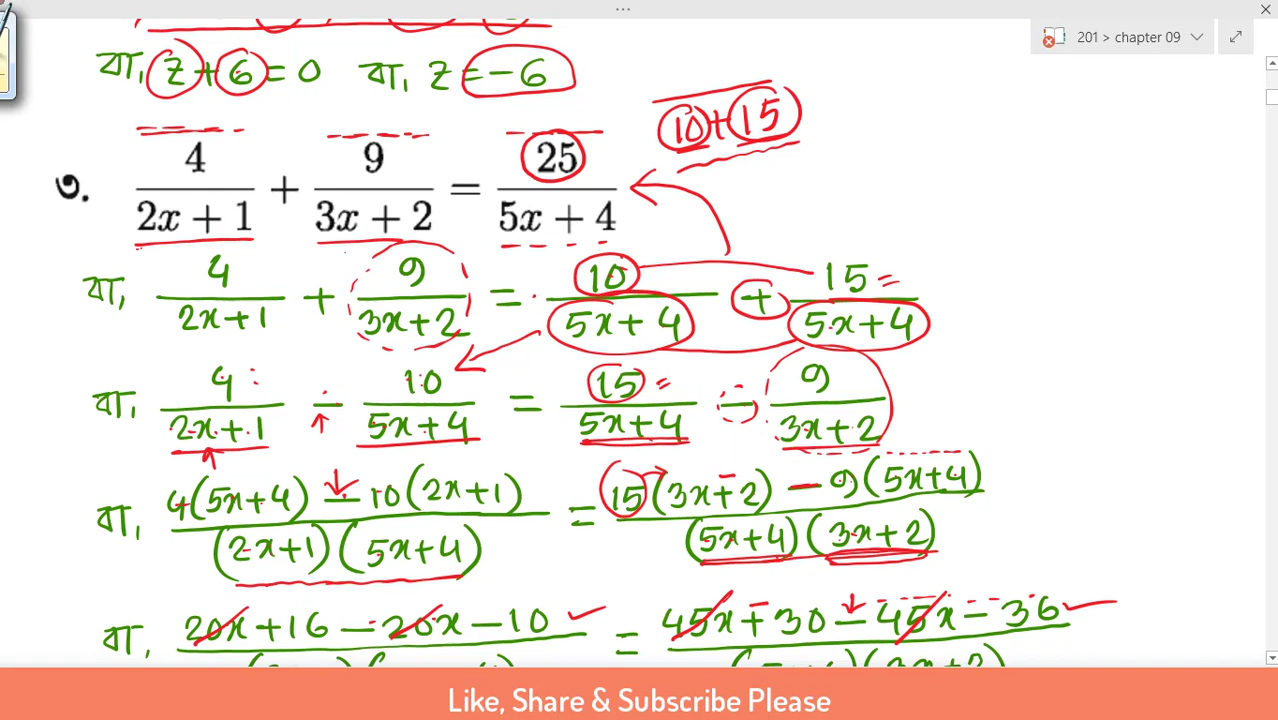 201 > chapter 09
বা, z + 6 = 0 বা, z = -6
10 + 15
৩. 4/(2x + 1) + 9/(3x + 2) = 25/(5x + 4)
বা, 4/(2x+1) + 9/(3x+2) = 10/(5x+4) + 15/(5x+4)
বা, 4/(2x+1) - 10/(5x+4) = 15/(5x+4) - 9/(3x+2)
বা, (4(5x+4) - 10(2x+1))/((2x+1)(5x+4)) = (15(3x+2) - 9(5x+4))/((5x+4)(3x+2))
বা, 20x + 16 - 20x - 10 = 45x + 30 - 45x - 36
Like, Share & Subscribe Please